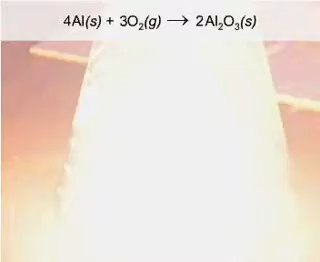 4Al(s) + 3O₂(g) ⟶ 2Al₂O₃(s)